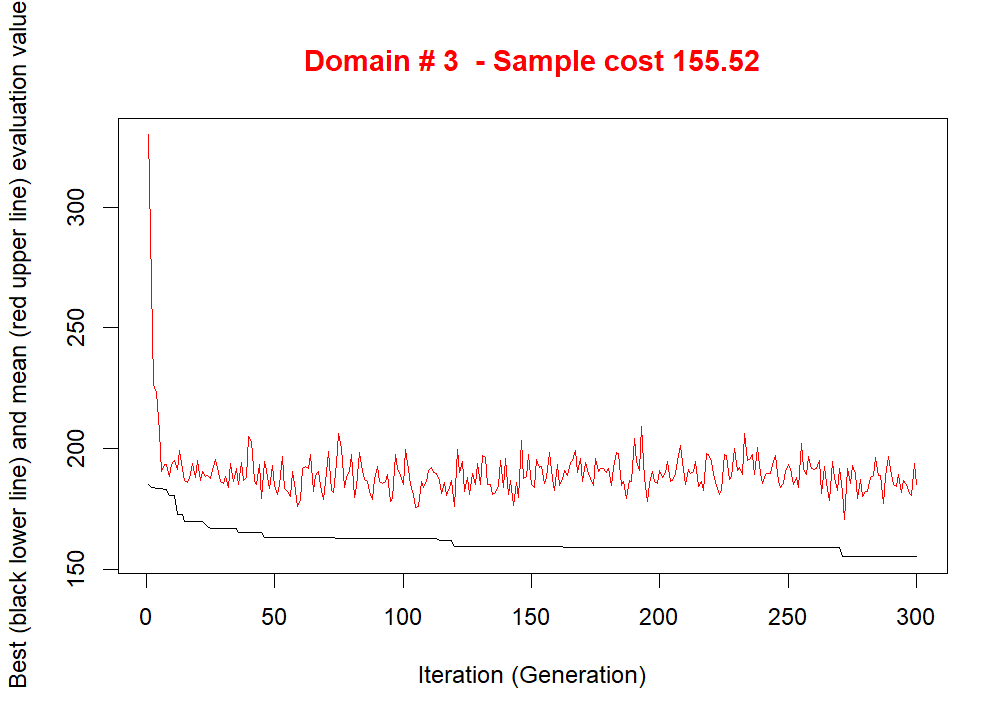 Domain # 3  - Sample cost 155.52
Best (black lower line) and mean (red upper line) evaluation value
300
250
200
150
0 50 100 150 200 250 300
Iteration (Generation)